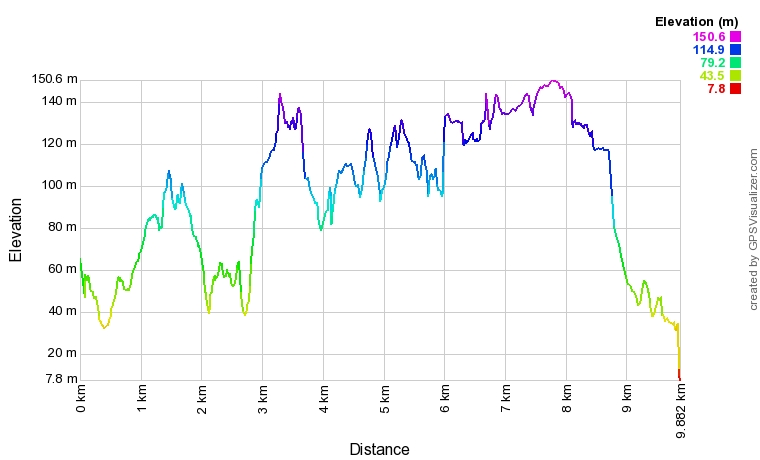 Elevation (m)
150.6
114.9
79.2
43.5
7.8
150.6 m
140 m
120 m
100 m
80 m
60 m
40 m
20 m
7.8 m
Elevation
0 km
1 km
2 km
3 km
4 km
5 km
6 km
7 km
8 km
9 km
9.882 km
Distance
created by GPSVisualizer.com